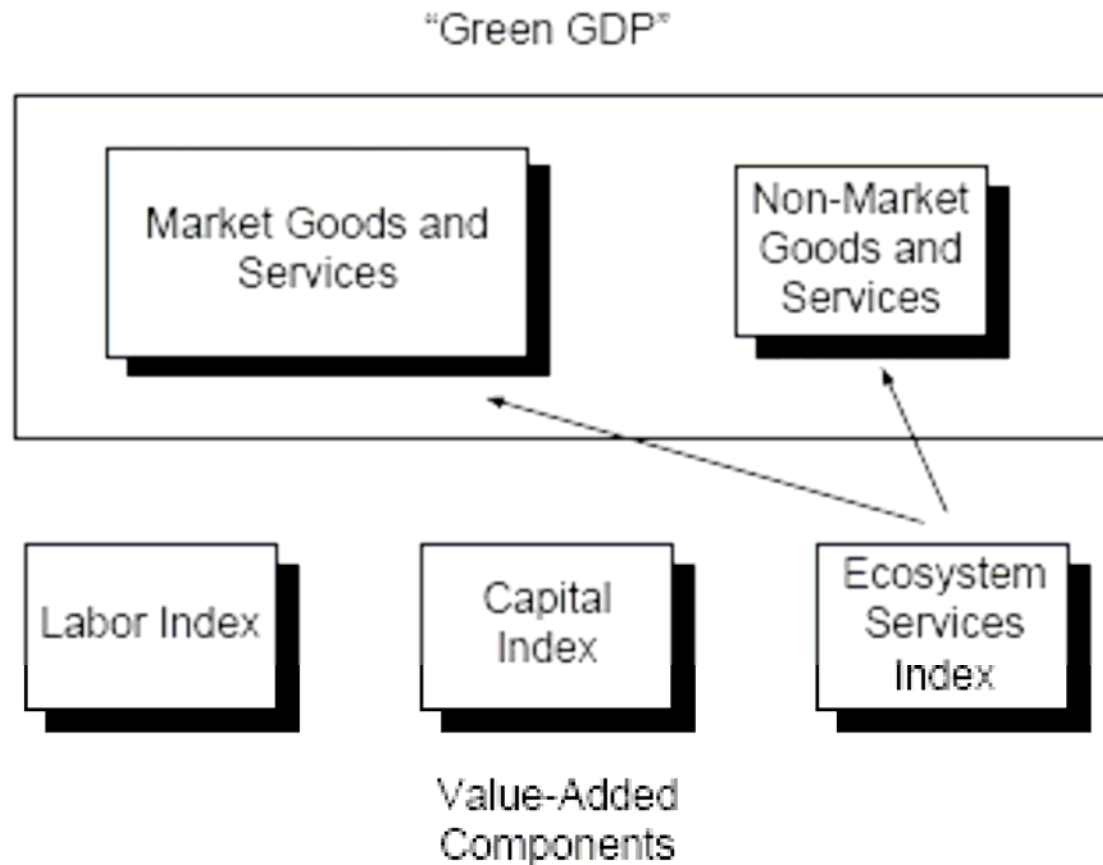 “Green GDP”
Market Goods and
Services
Non-Market
Goods and
Services
Labor Index
Capital
Index
Ecosystem
Services
Index
Value-Added
Components